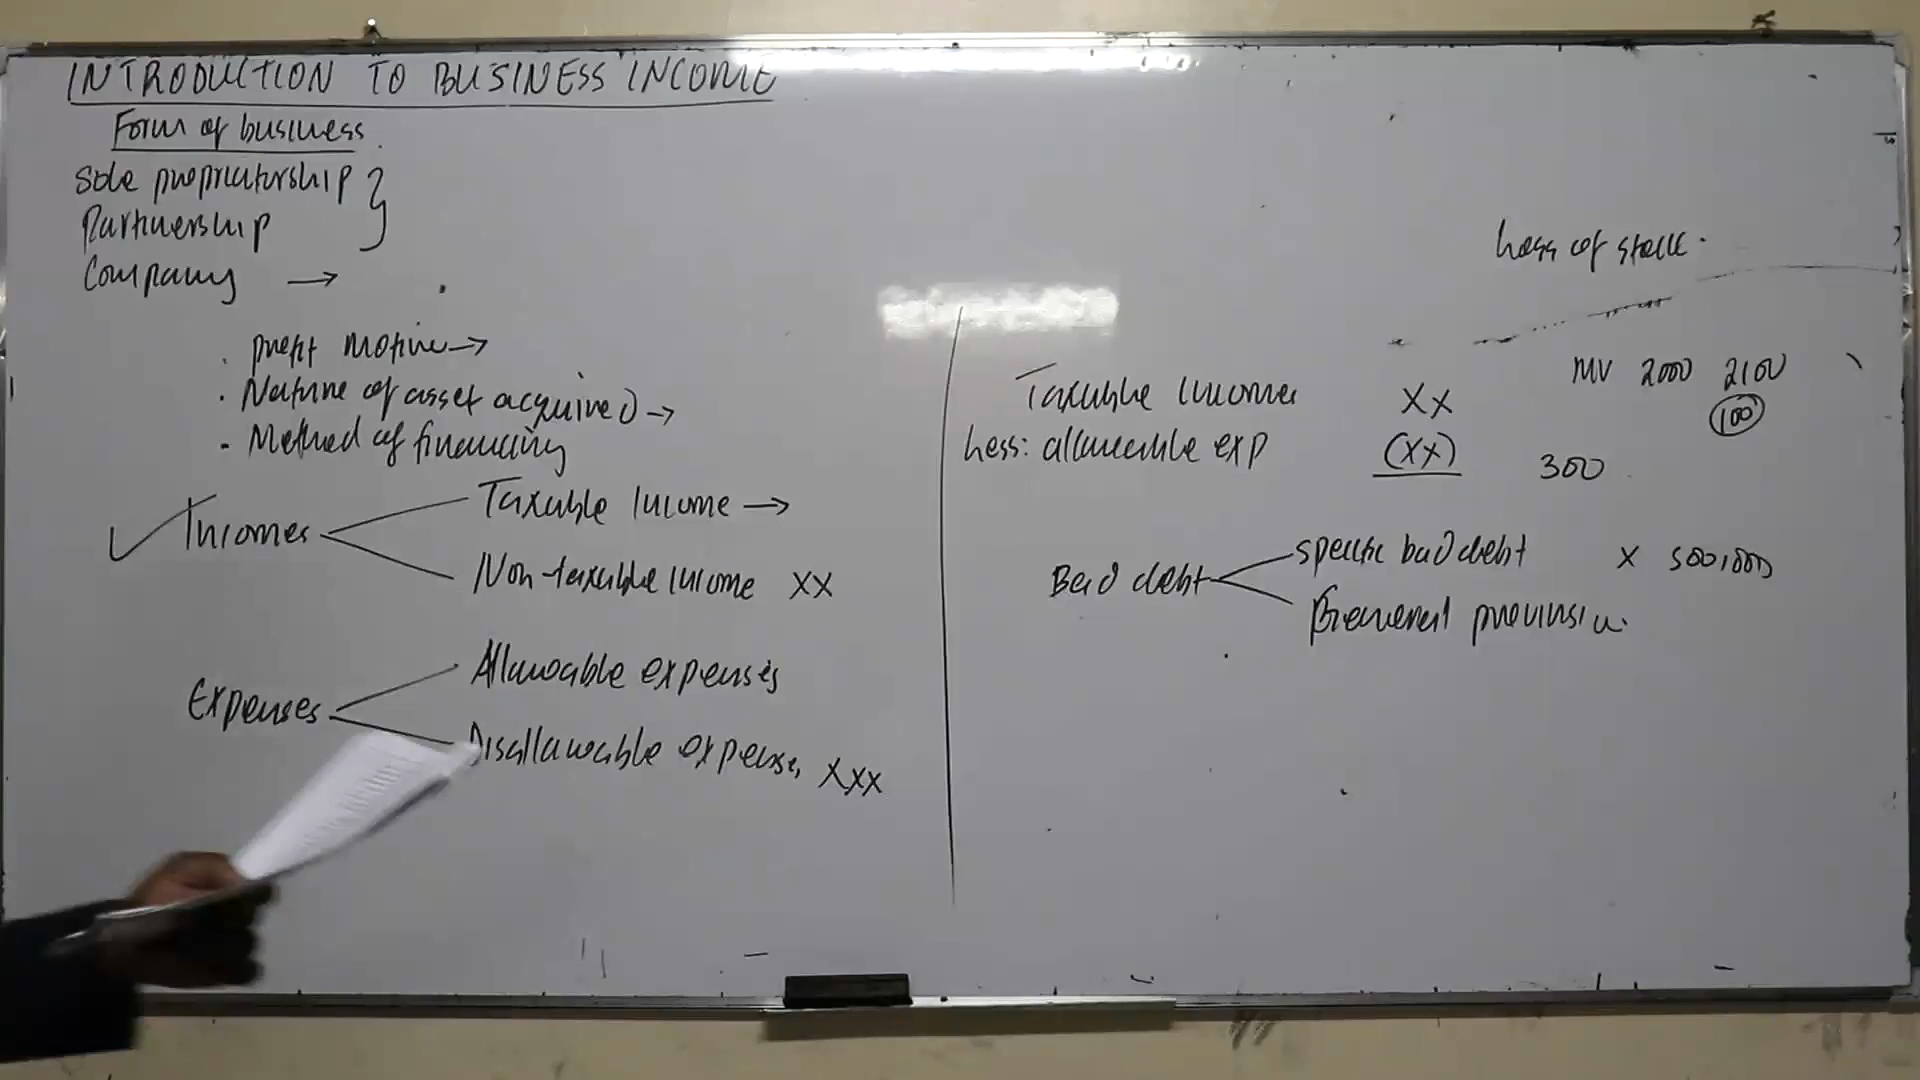 INTRODUCTION TO BUSINESS INCOME
Form of business
Sole proprietorship
Partnership
Company →
. profit motive →
. Nature of asset acquired →
- Method of financing
Incomes
Taxable Income →
Non-taxable income XX
Expenses
Allowable expenses
Disallowable expenses XXX
Loss of stock.
MV 2000 2100
100
Taxable Income XX
Less: allowable exp (XX) 300
Bad debt
specific bad debt X 500,000
General provision